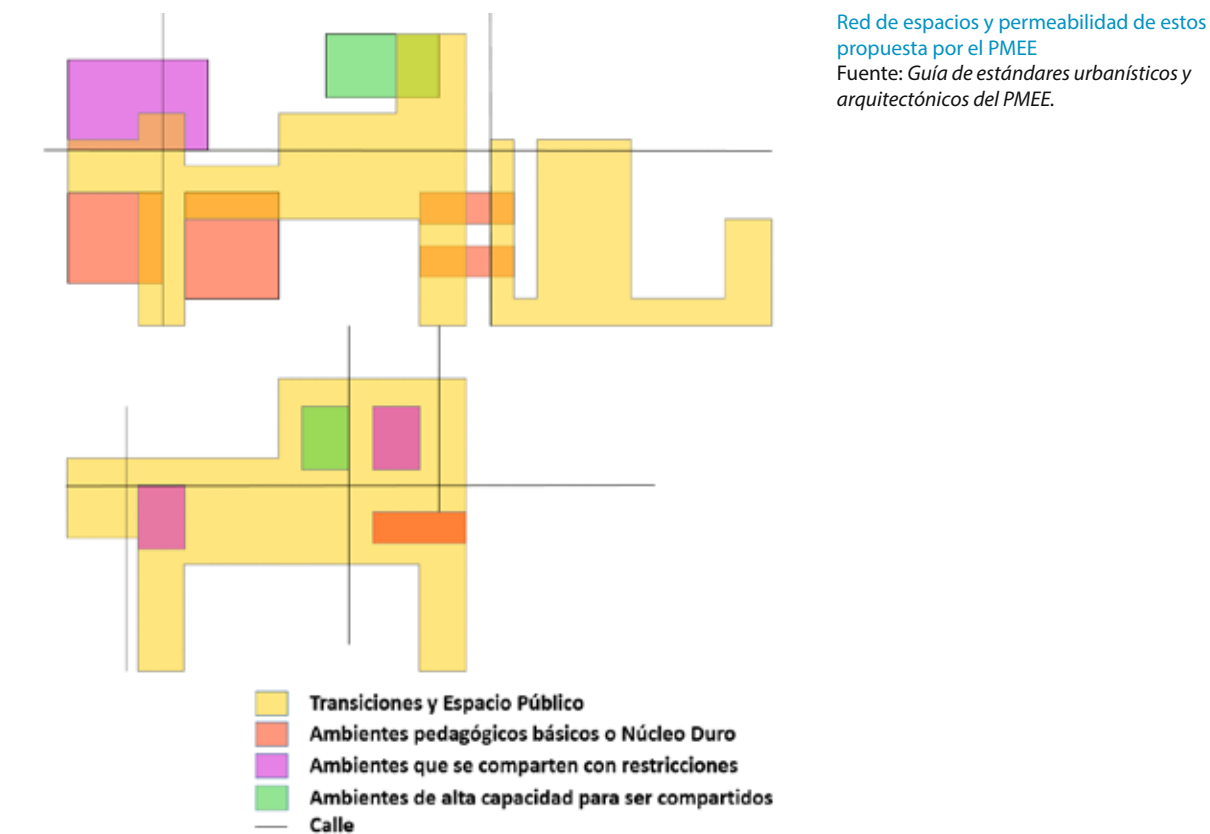 Red de espacios y permeabilidad de estos
propuesta por el PMEE
Fuente: Guía de estándares urbanísticos y
arquitectónicos del PMEE.
Transiciones y Espacio Público
Ambientes pedagógicos básicos o Núcleo Duro
Ambientes que se comparten con restricciones
Ambientes de alta capacidad para ser compartidos
Calle